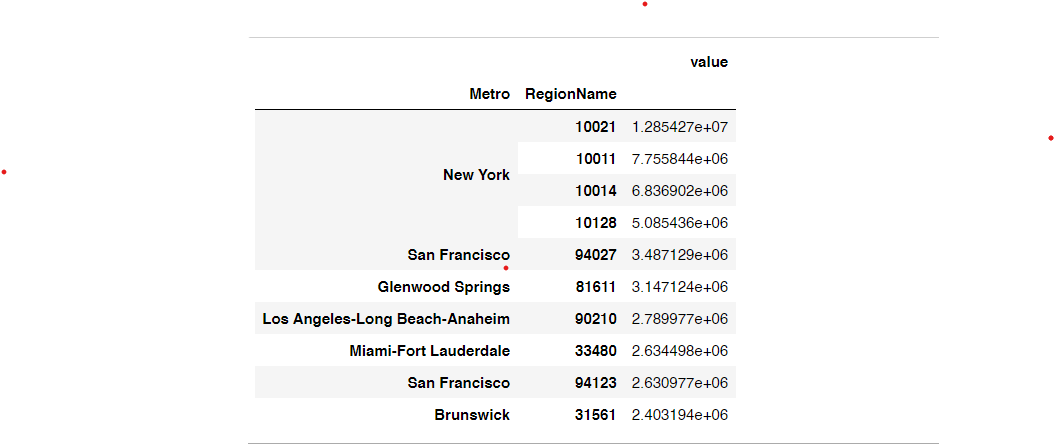 value
Metro RegionName
10021 1.285427e+07
10011 7.755844e+06
New York
10014 6.836902e+06
10128 5.085436e+06
San Francisco 94027 3.487129e+06
Glenwood Springs 81611 3.147124e+06
Los Angeles-Long Beach-Anaheim 90210 2.789977e+06
Miami-Fort Lauderdale 33480 2.634498e+06
San Francisco 94123 2.630977e+06
Brunswick 31561 2.403194e+06